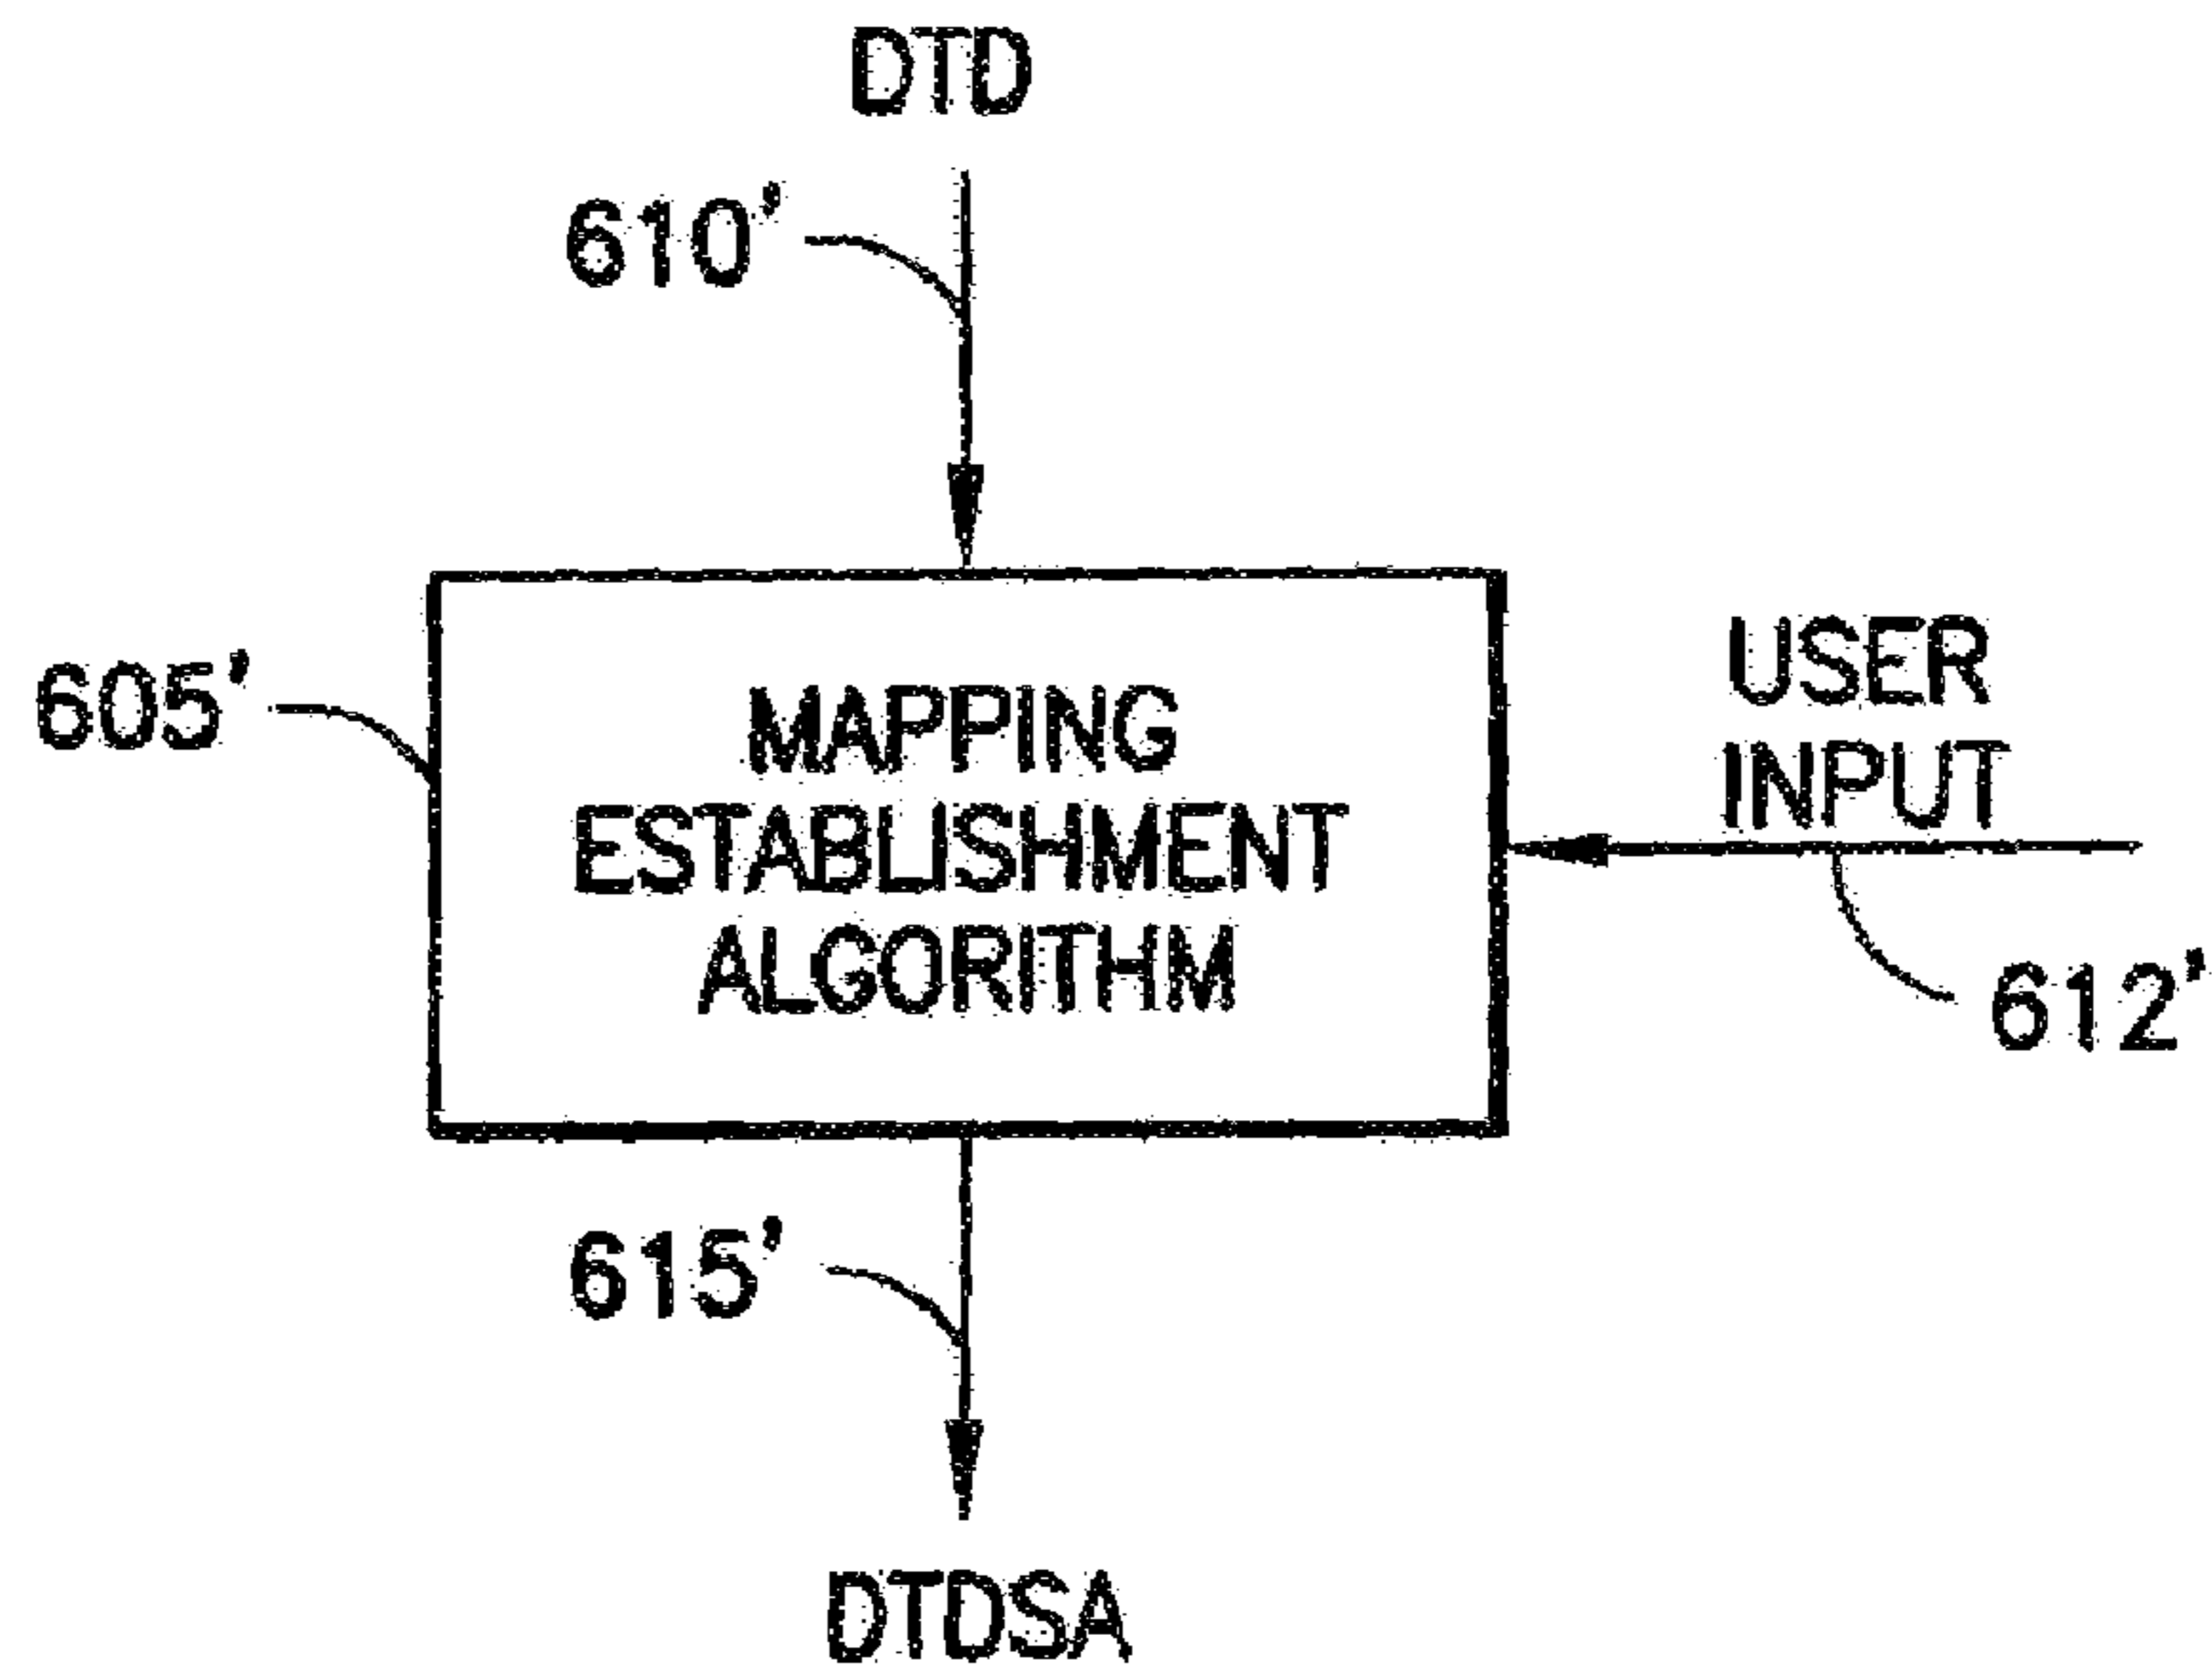 DTD
610'
605'
MAPPING
ESTABLISHMENT
ALGORITHM
USER
INPUT
612'
615'
DTDSA